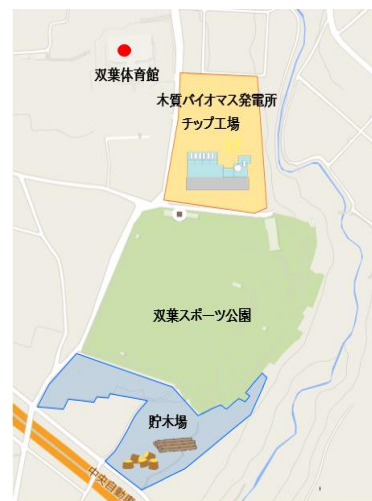 双葉体育館
木質バイオマス発電所
チップ工場
双葉スポーツ公園
貯木場
中央自動車